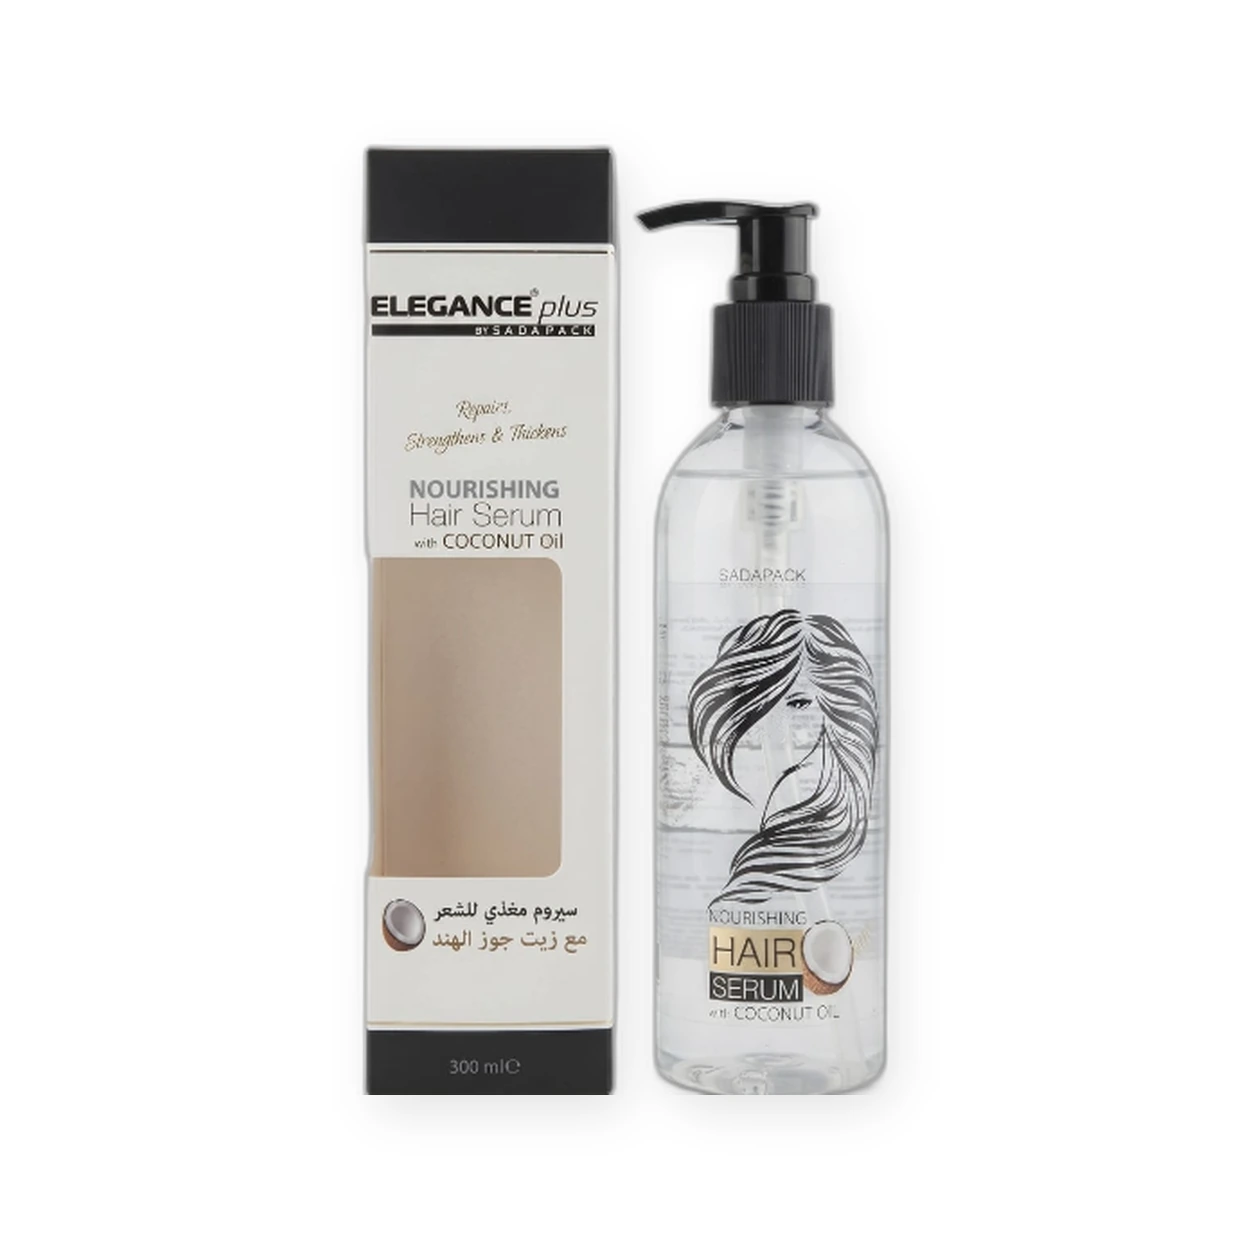 ELEGANCE® plus
BY SADAPACK
Repairs,
Strengthens & Thickens
NOURISHING
Hair Serum
with COCONUT Oil
سيروم مغذي للشعر
مع زيت جوز الهند
300 ml℮
SADAPACK
NOURISHING
HAIR
SERUM
with COCONUT OIL